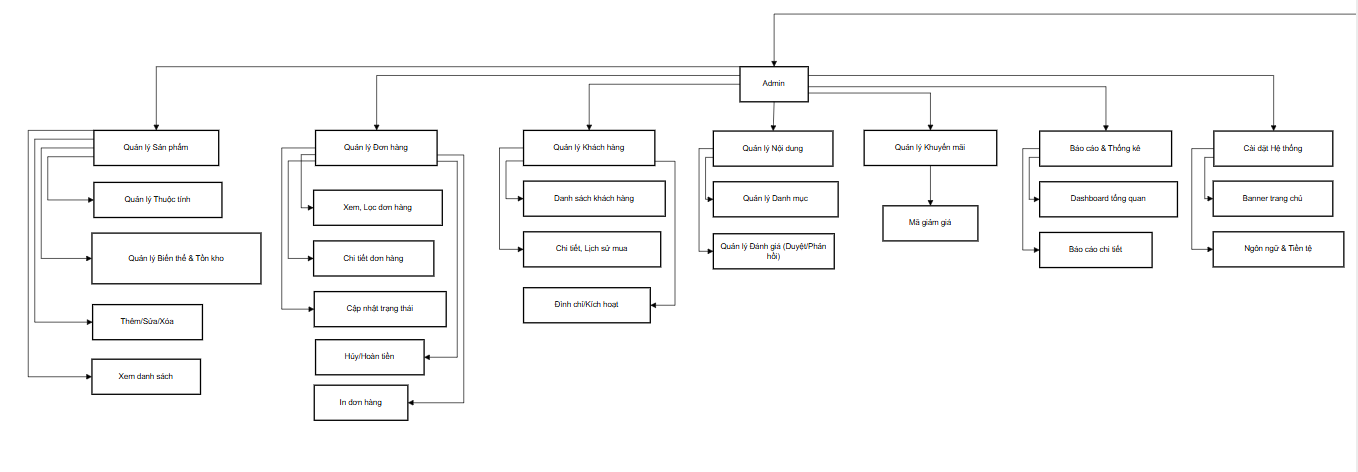 Admin
Quản lý Sản phẩm
Quản lý Đơn hàng
Quản lý Khách hàng
Quản lý Nội dung
Quản lý Khuyến mãi
Báo cáo & Thống kê
Cài đặt Hệ thống
Quản lý Thuộc tính
Xem, Lọc đơn hàng
Danh sách khách hàng
Quản lý Danh mục
Mã giảm giá
Dashboard tổng quan
Banner trang chủ
Quản lý Biến thể & Tồn kho
Chi tiết đơn hàng
Chi tiết, Lịch sử mua
Quản lý Đánh giá (Duyệt/Phản
hồi)
Báo cáo chi tiết
Ngôn ngữ & Tiền tệ
Thêm/Sửa/Xóa
Cập nhật trạng thái
Đình chỉ/Kích hoạt
Xem danh sách
Hủy/Hoàn tiền
In đơn hàng